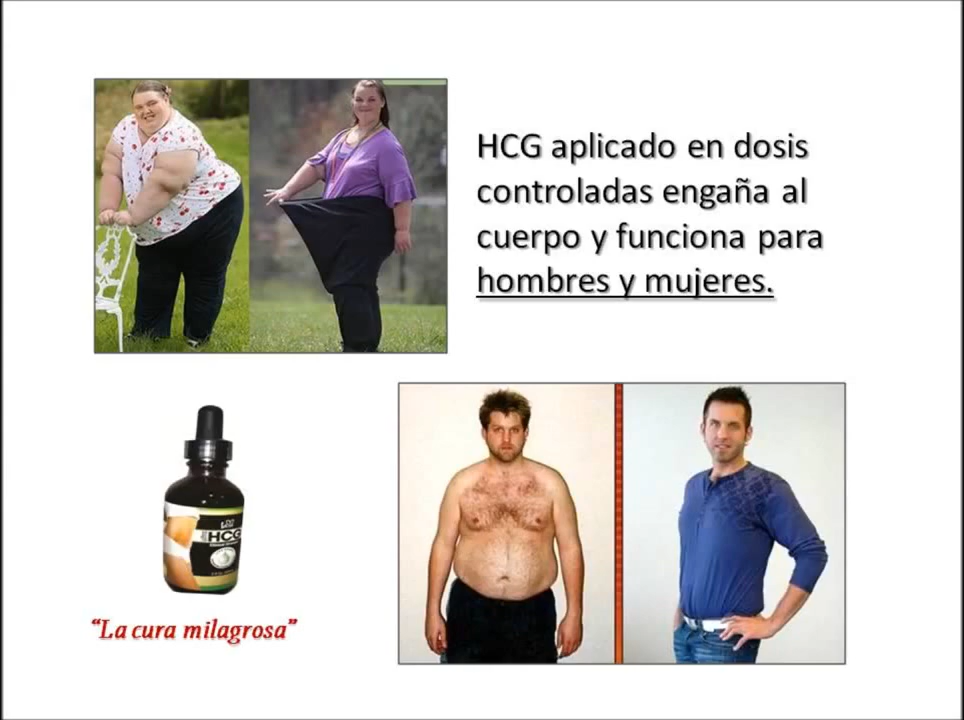 HCG aplicado en dosis
controladas engaña al
cuerpo y funciona para
hombres y mujeres.
HCG
“La cura milagrosa”